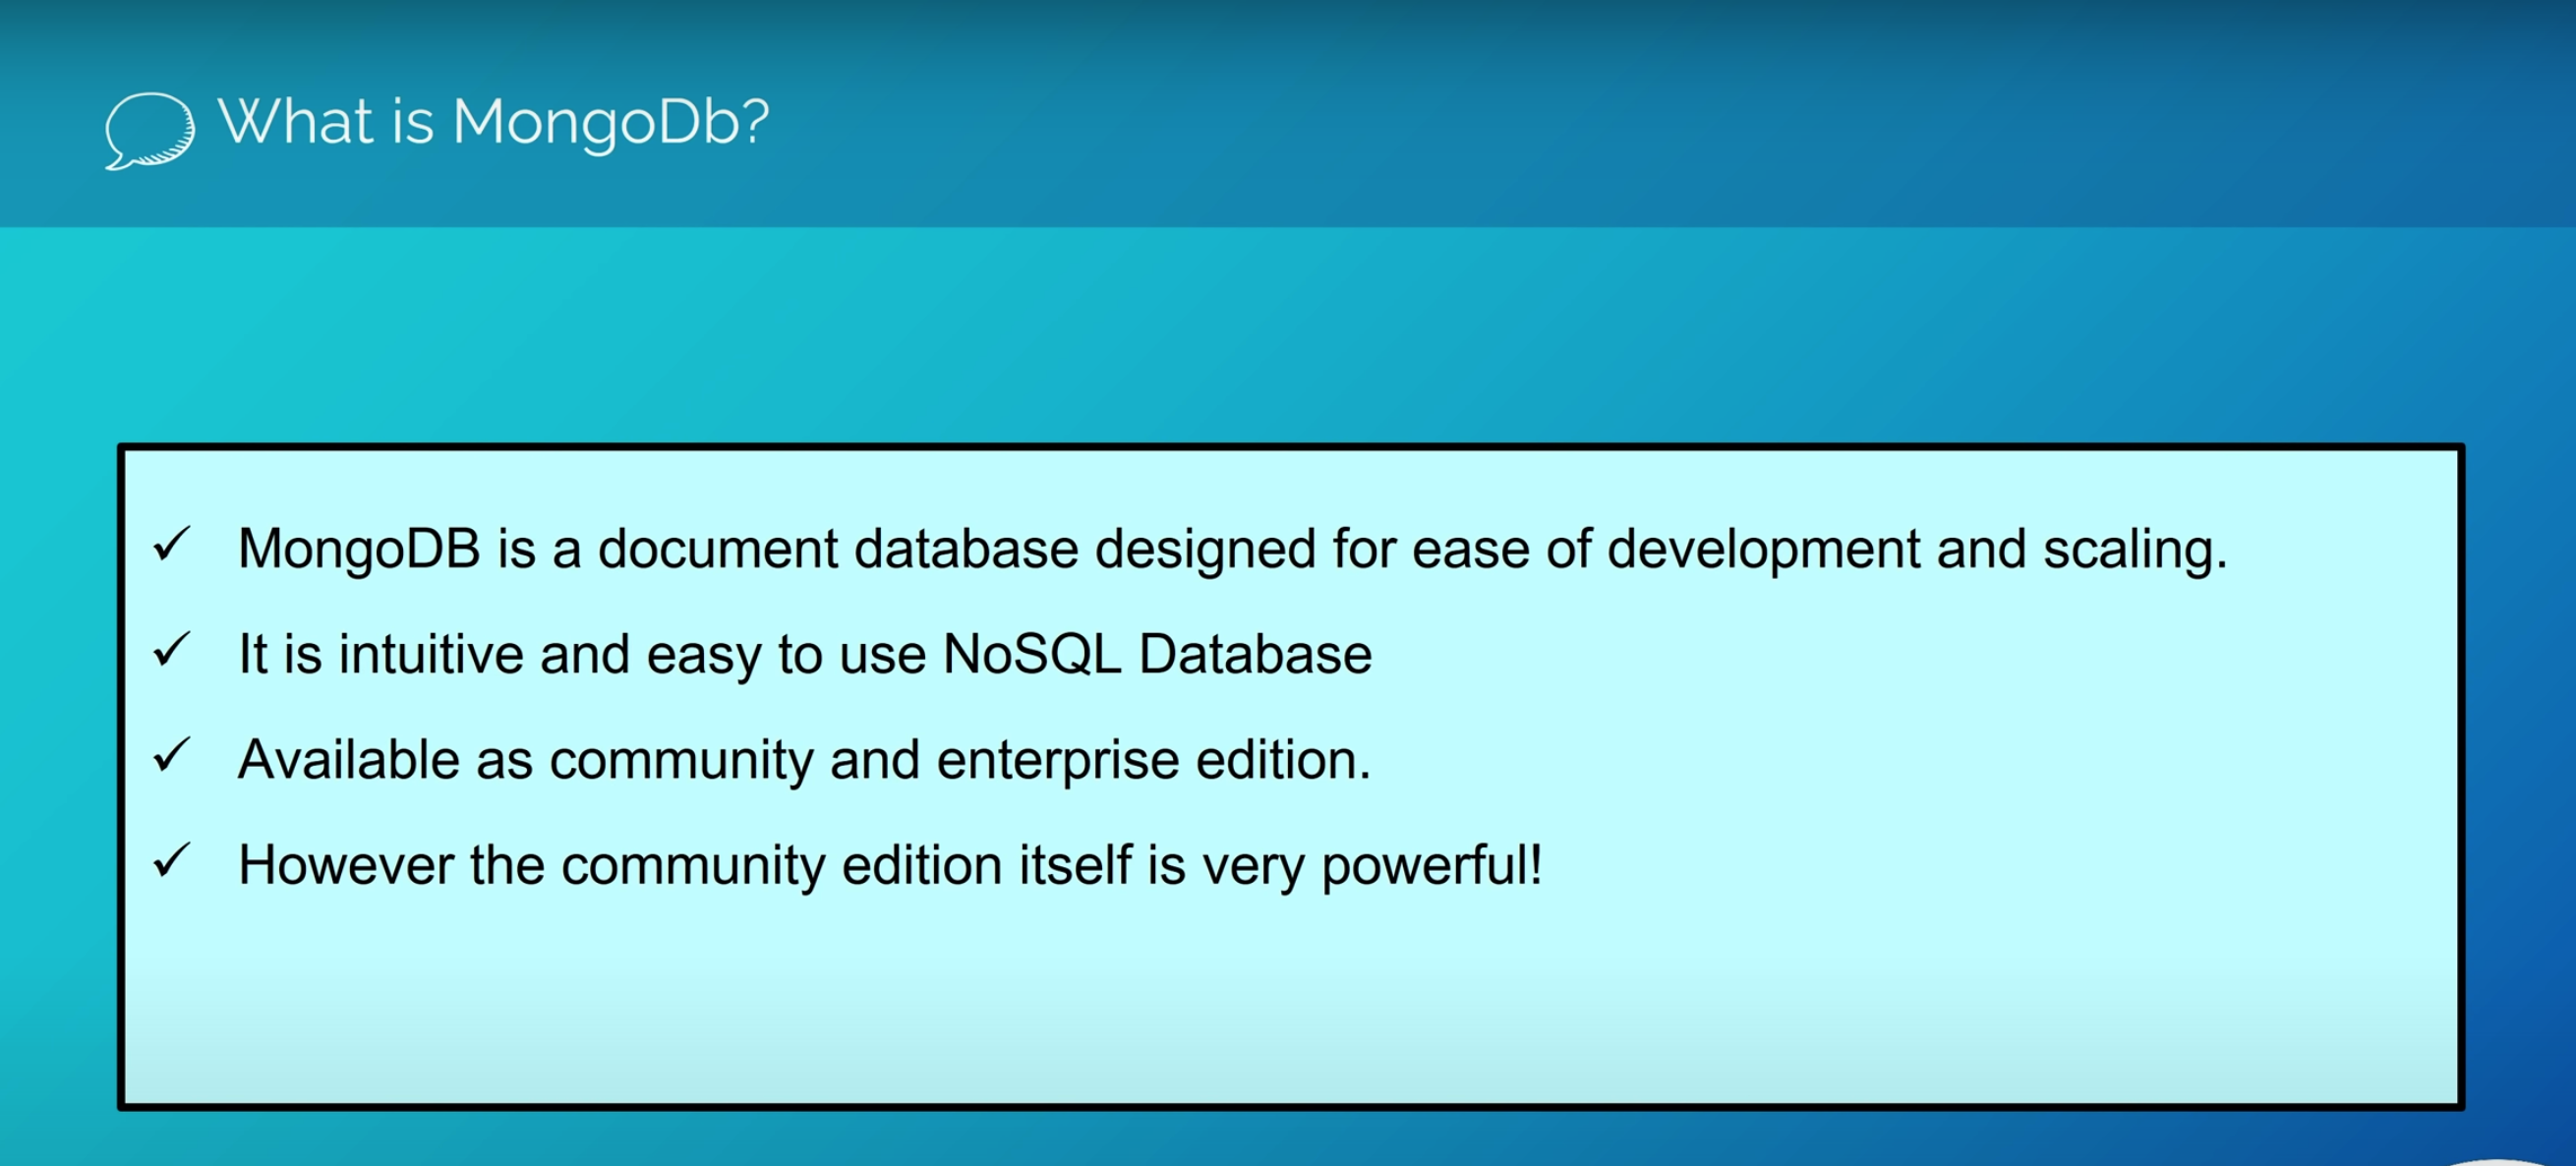 What is MongoDb?
✓ MongoDB is a document database designed for ease of development and scaling.
✓ It is intuitive and easy to use NoSQL Database
✓ Available as community and enterprise edition.
✓ However the community edition itself is very powerful!